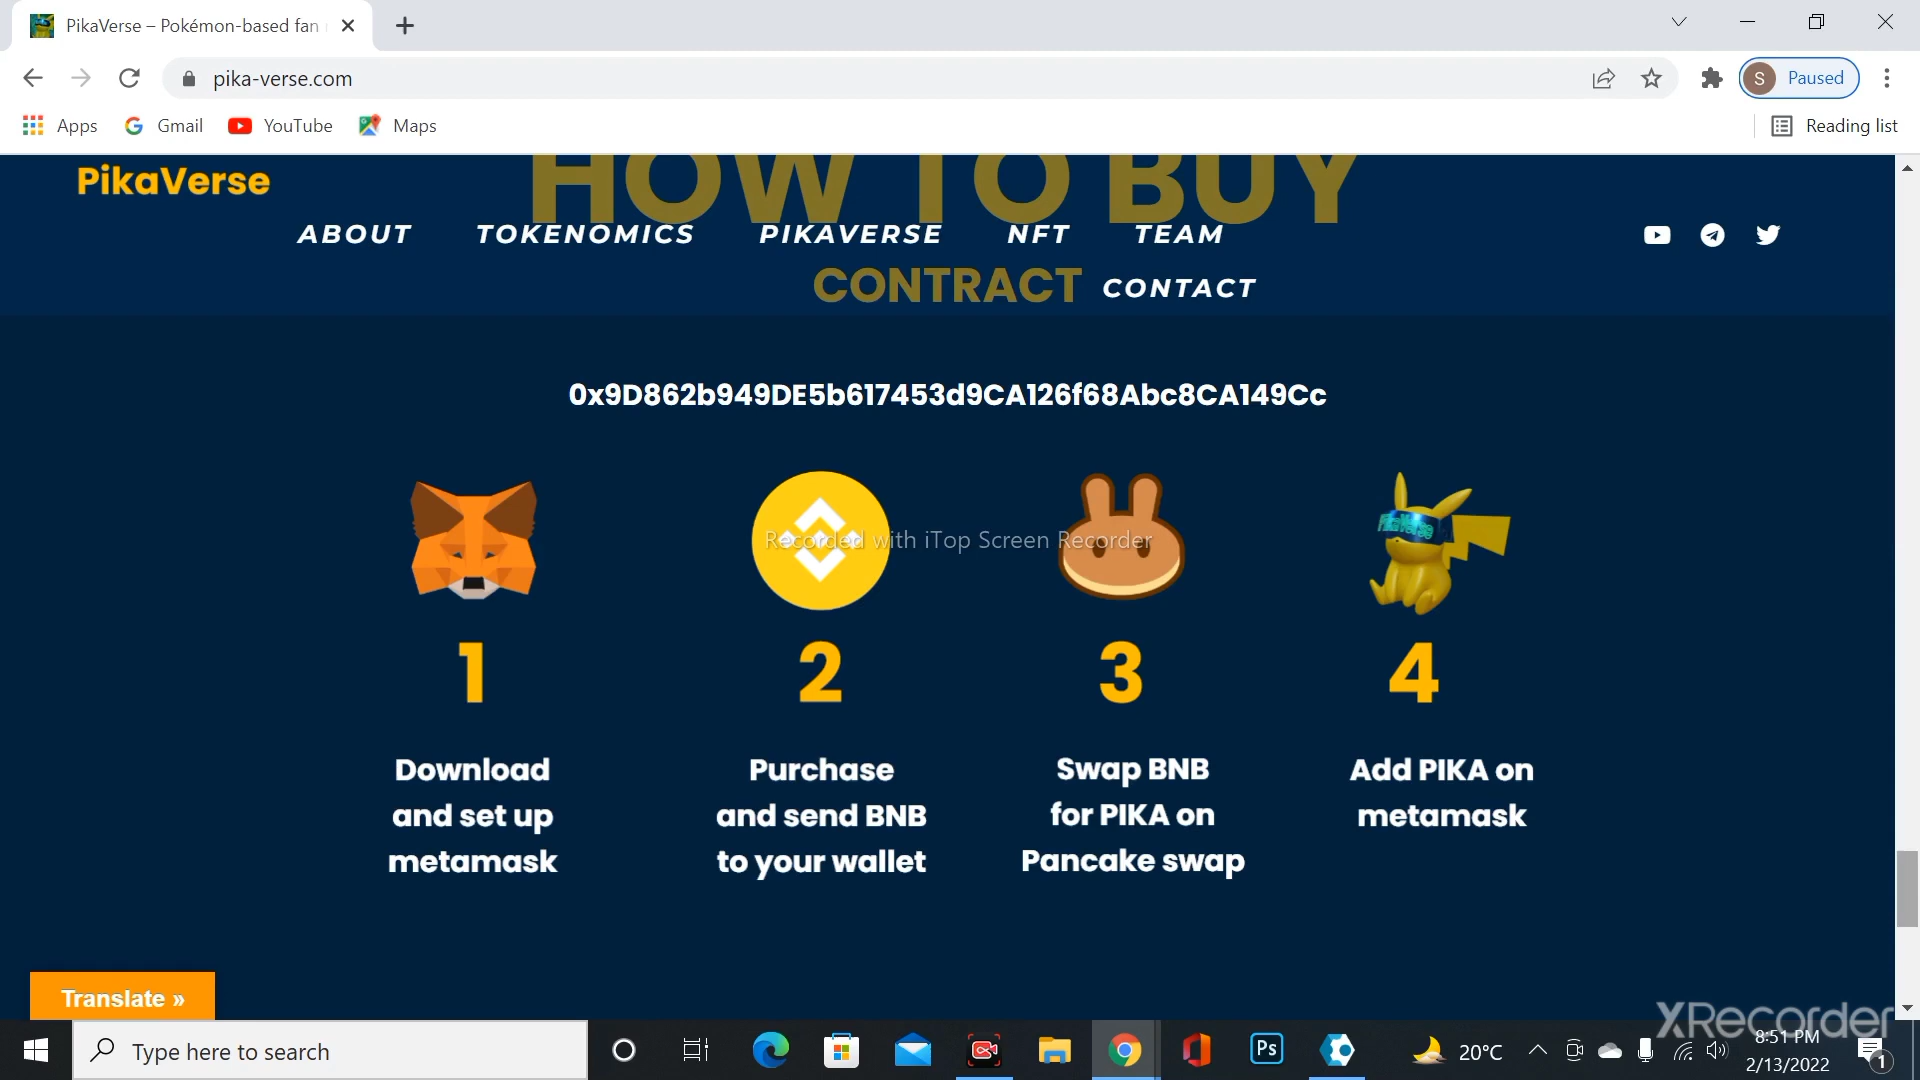 PikaVerse – Pokémon-based fan
pika-verse.com
S Paused
Apps Gmail YouTube Maps Reading list
PikaVerse
HOW TO BUY
ABOUT TOKENOMICS PIKAVERSE NFT TEAM
CONTRACT CONTACT
0x9D862b949DE5b617453d9CA126f68Abc8CA149Cc
PikaVerse
Recorded with iTop Screen Recorder
1 2 3 4
Download
and set up
metamask
Purchase
and send BNB
to your wallet
Swap BNB
for PIKA on
Pancake swap
Add PIKA on
metamask
Translate »
XRecorder
Type here to search
Ps
20°C
8:51 PM
2/13/2022
1